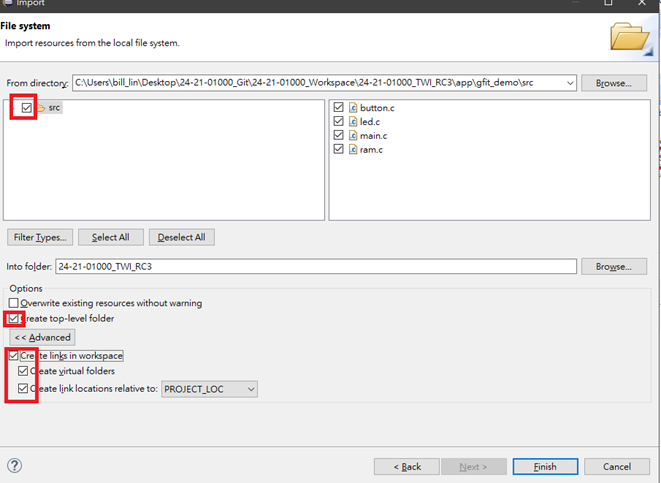 Import
File system
Import resources from the local file system.
From directory: C:\Users\bill_lin\Desktop\24-21-01000_Git\24-21-01000_Workspace\24-21-01000_TWI_RC3\app\gfit_demo\src Browse...
src
button.c
led.c
main.c
ram.c
Filter Types... Select All Deselect All
Into folder: 24-21-01000_TWI_RC3 Browse...
Options
Overwrite existing resources without warning
Create top-level folder
<< Advanced
Create links in workspace
Create virtual folders
Create link locations relative to: PROJECT_LOC
? < Back Next > Finish Cancel